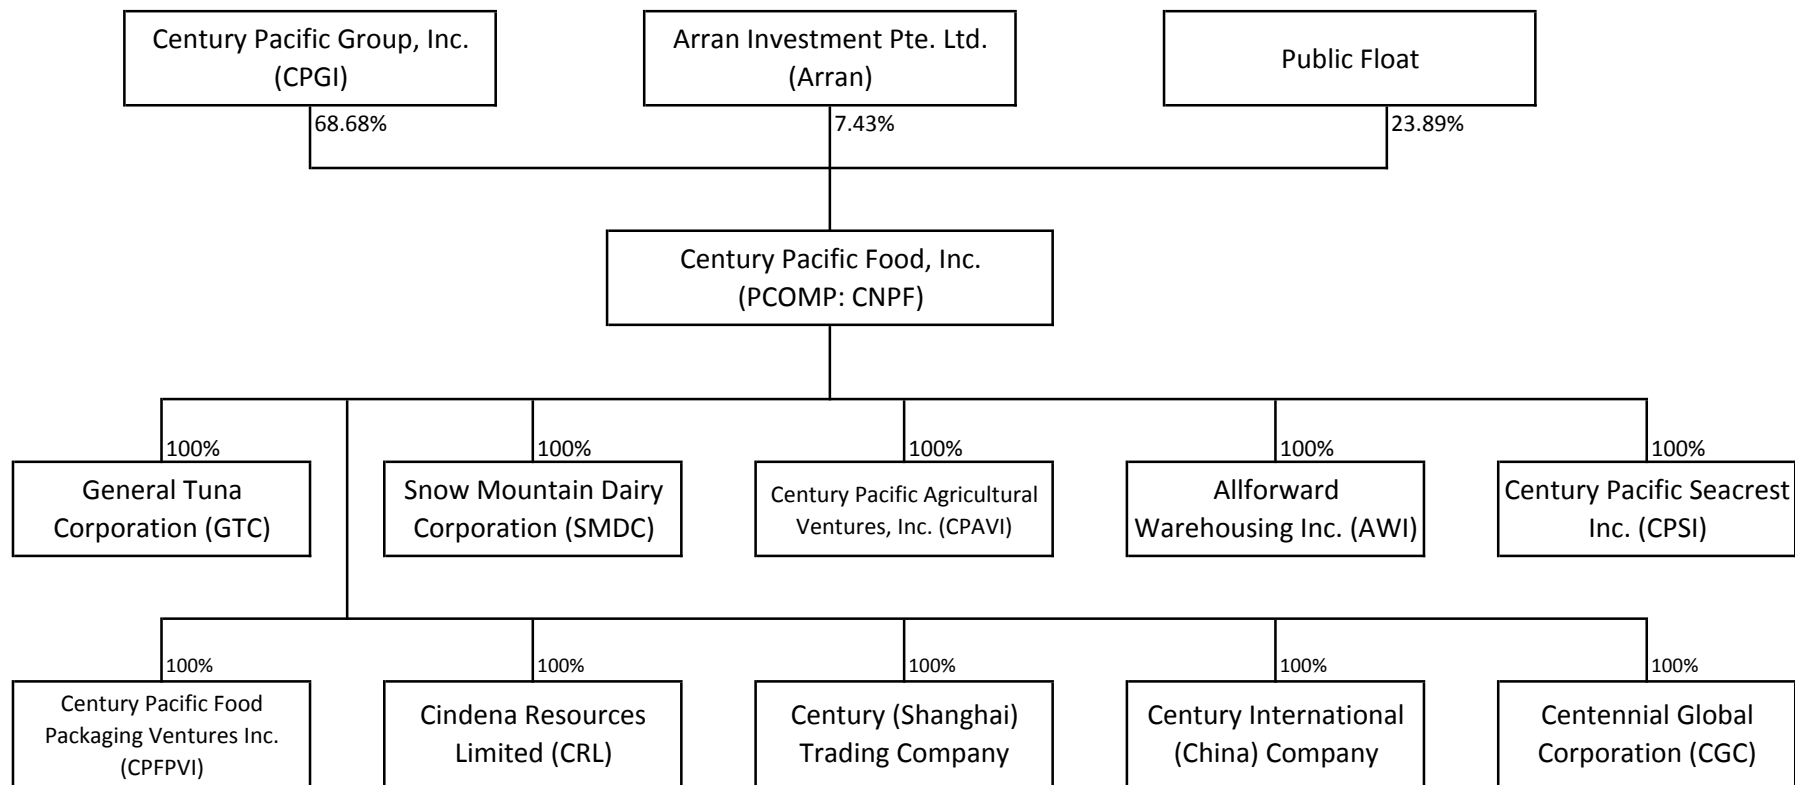 Century Pacific Group, Inc.
(CPGI)
Arran Investment Pte. Ltd.
(Arran)
Public Float
68.68%
7.43%
23.89%
Century Pacific Food, Inc.
(PCOMP: CNPF)
100%
100%
100%
100%
100%
General Tuna
Corporation (GTC)
Snow Mountain Dairy
Corporation (SMDC)
Century Pacific Agricultural
Ventures, Inc. (CPAVI)
Allforward
Warehousing Inc. (AWI)
Century Pacific Seacrest
Inc. (CPSI)
100%
100%
100%
100%
100%
Century Pacific Food
Packaging Ventures Inc.
(CPFPVI)
Cindena Resources
Limited (CRL)
Century (Shanghai)
Trading Company
Century International
(China) Company
Centennial Global
Corporation (CGC)